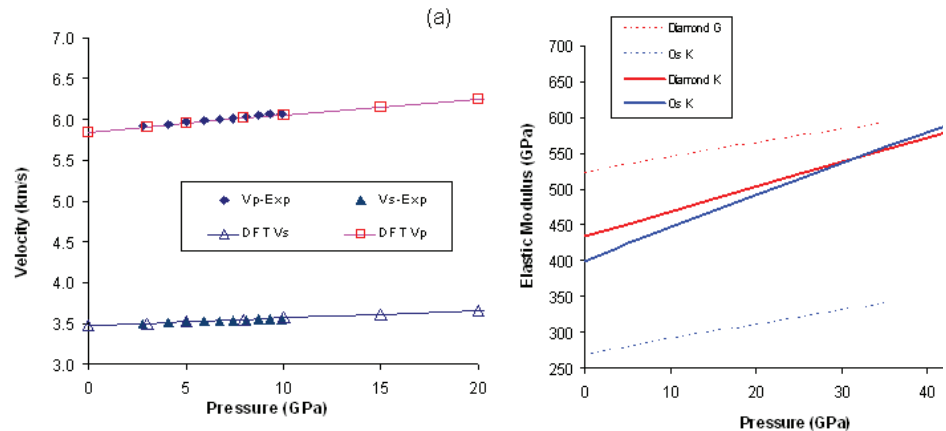 (a)
7.0
6.5
6.0
5.5
5.0
4.5
4.0
3.5
3.0
Velocity (km/s)
Vp-Exp
Vs-Exp
DFT Vs
DFT Vp
0
5
10
15
20
Pressure (GPa)
Diamond G
Os K
Diamond K
Os K
700
650
600
550
500
450
400
350
300
250
Elastic Modulus (GPa)
0
10
20
30
40
Pressure (GPa)